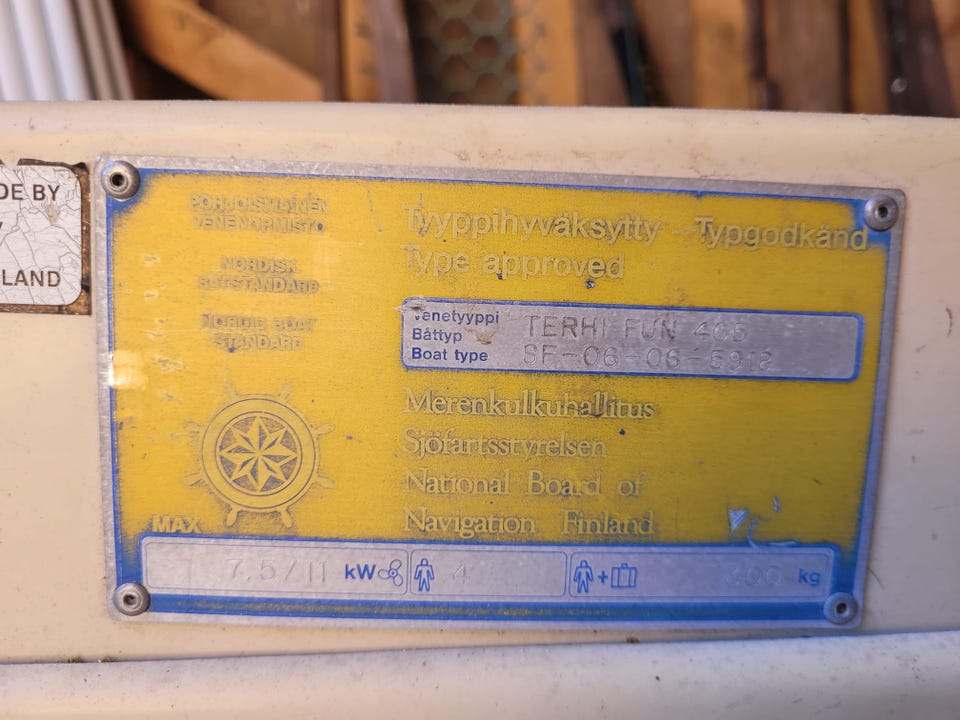 DE BY
LAND
POHJOISMAINEN
VENENORMISTO
NORDISK
BÅTSTANDARD
NORDIC BOAT
STANDARD
Tyyppihyväksytty Typgodkänd
Type approved
Venetyyppi
Båttyp
Boat type
TERHI FUN 405
SF-06-06-5912
Merenkulkuhallitus
Sjöfartsstyrelsen
National Board of
Navigation Finland
MAX
7,5/11 kW
4
+
kg